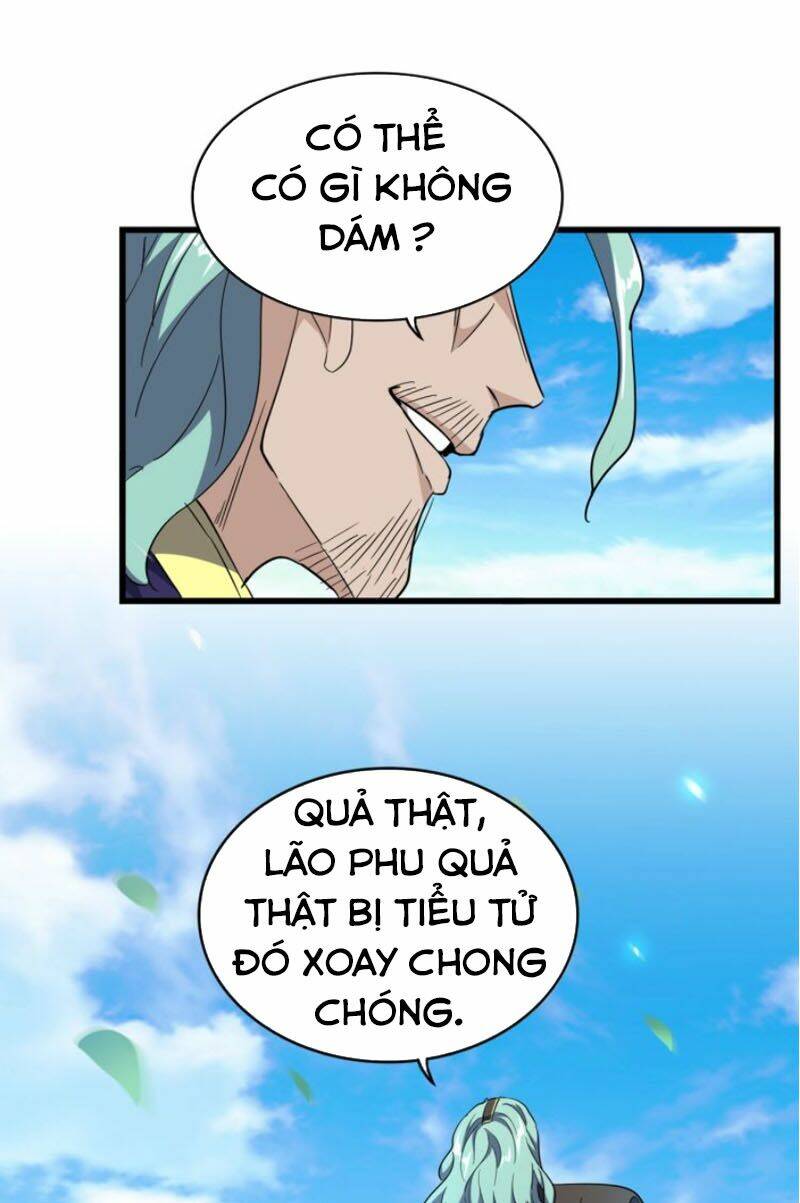 CÓ THỂ
CÓ GÌ KHÔNG
DÁM ?
QUẢ THẬT,
LÃO PHU QUẢ
THẬT BỊ TIỂU TỬ
ĐÓ XOAY CHONG
CHÓNG.